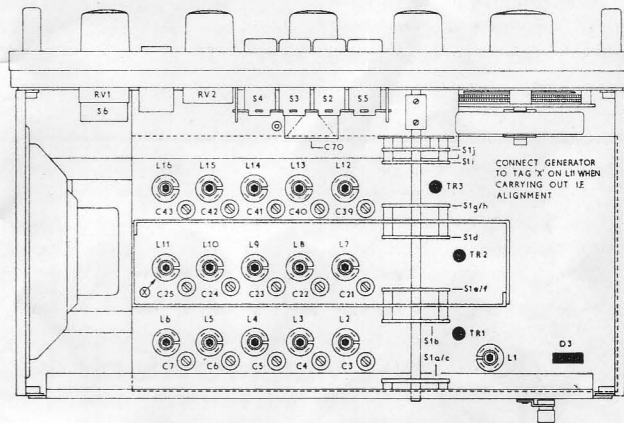 RV1
S6
RV2
S4 S3 S2 S5
C70
S1j
S1i
CONNECT GENERATOR
TO TAG 'X' ON L11 WHEN
CARRYING OUT I.F.
ALIGNMENT
L16 L15 L14 L13 L12
TR3
C43 C42 C41 C40 C39
S1g/h
S1d
L11 L10 L9 L8 L7
TR2
X
C25 C24 C23 C22 C21
S1e/f
L6 L5 L4 L3 L2
TR1
S1b
S1a/c
L1
D3
C7 C6 C5 C4 C3